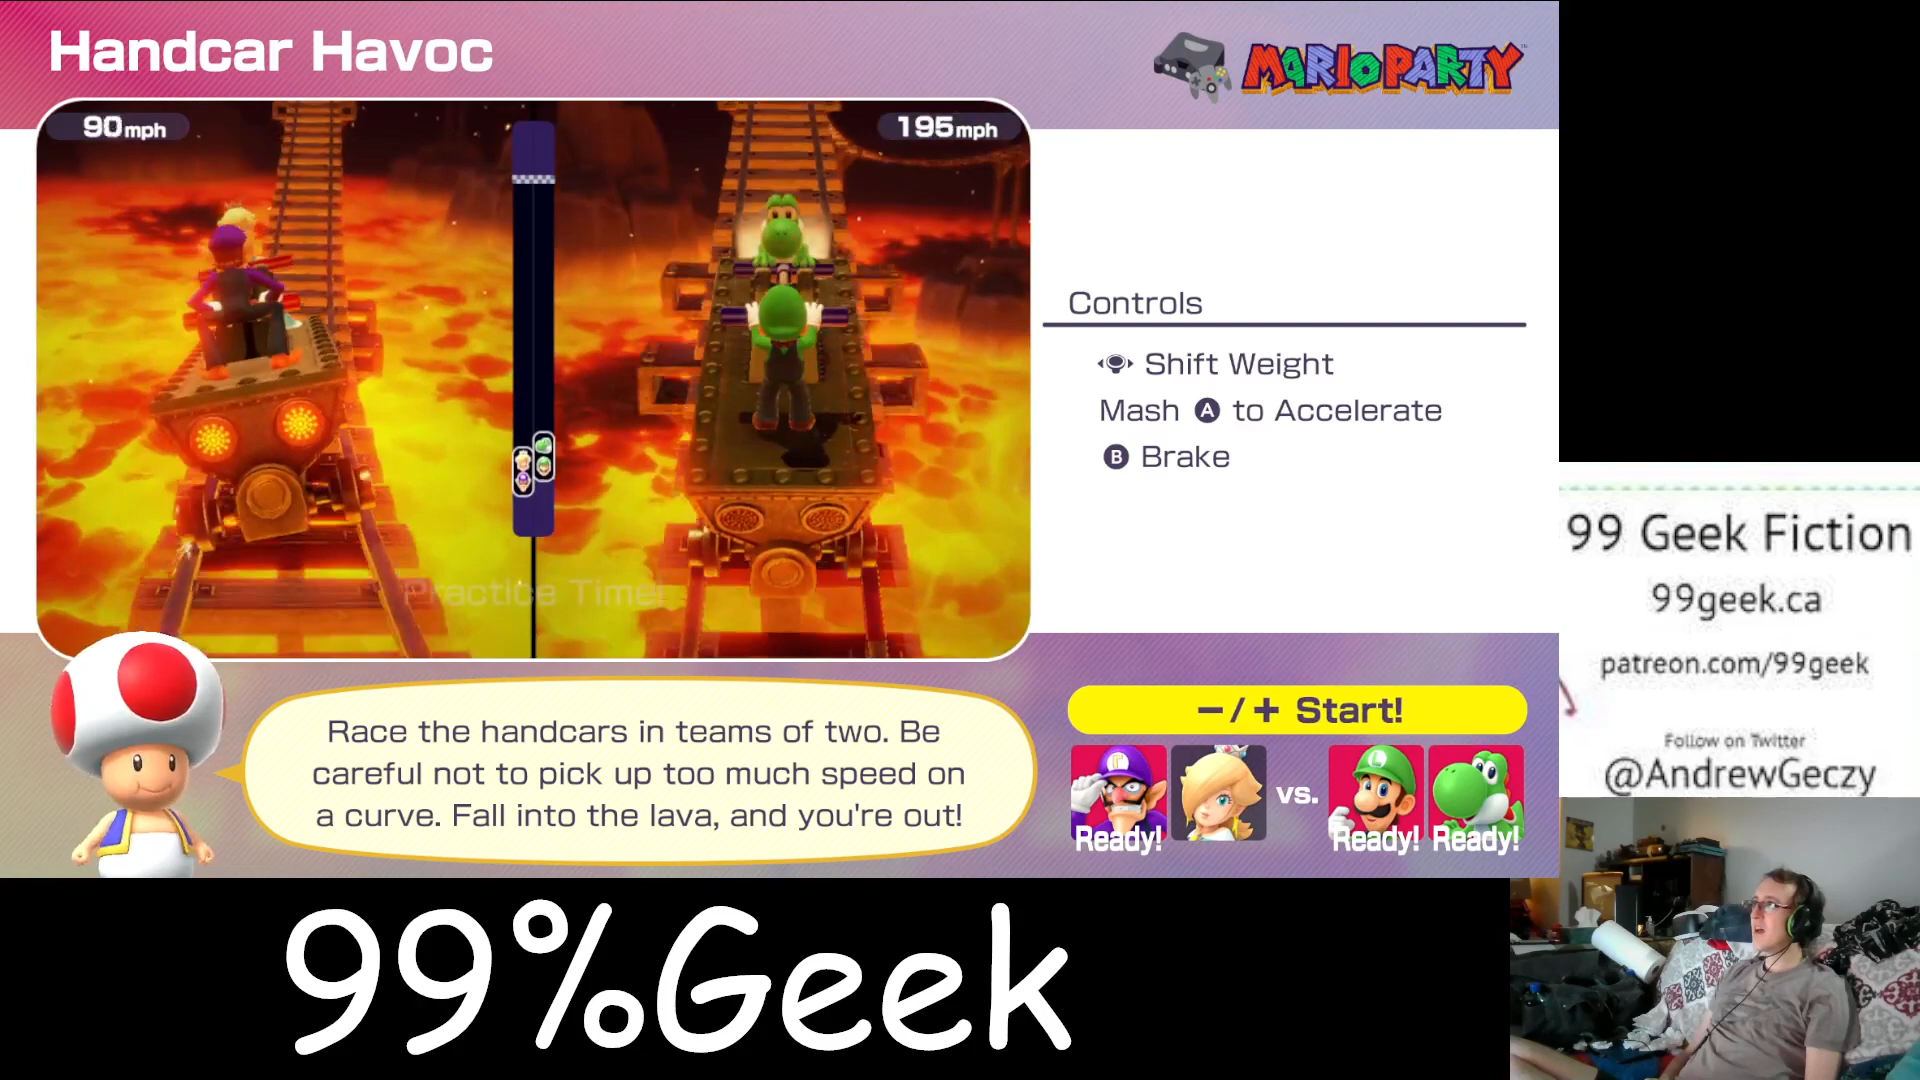 Handcar Havoc
MARIO PARTY
90mph
195mph
Practice Time!
Controls
Shift Weight
Mash A to Accelerate
B Brake
Race the handcars in teams of two. Be
careful not to pick up too much speed on
a curve. Fall into the lava, and you're out!
−/+ Start!
vs.
Ready!
Ready!
Ready!
99 Geek Fiction
99geek.ca
patreon.com/99geek
Follow on Twitter
@AndrewGeczy
99%Geek